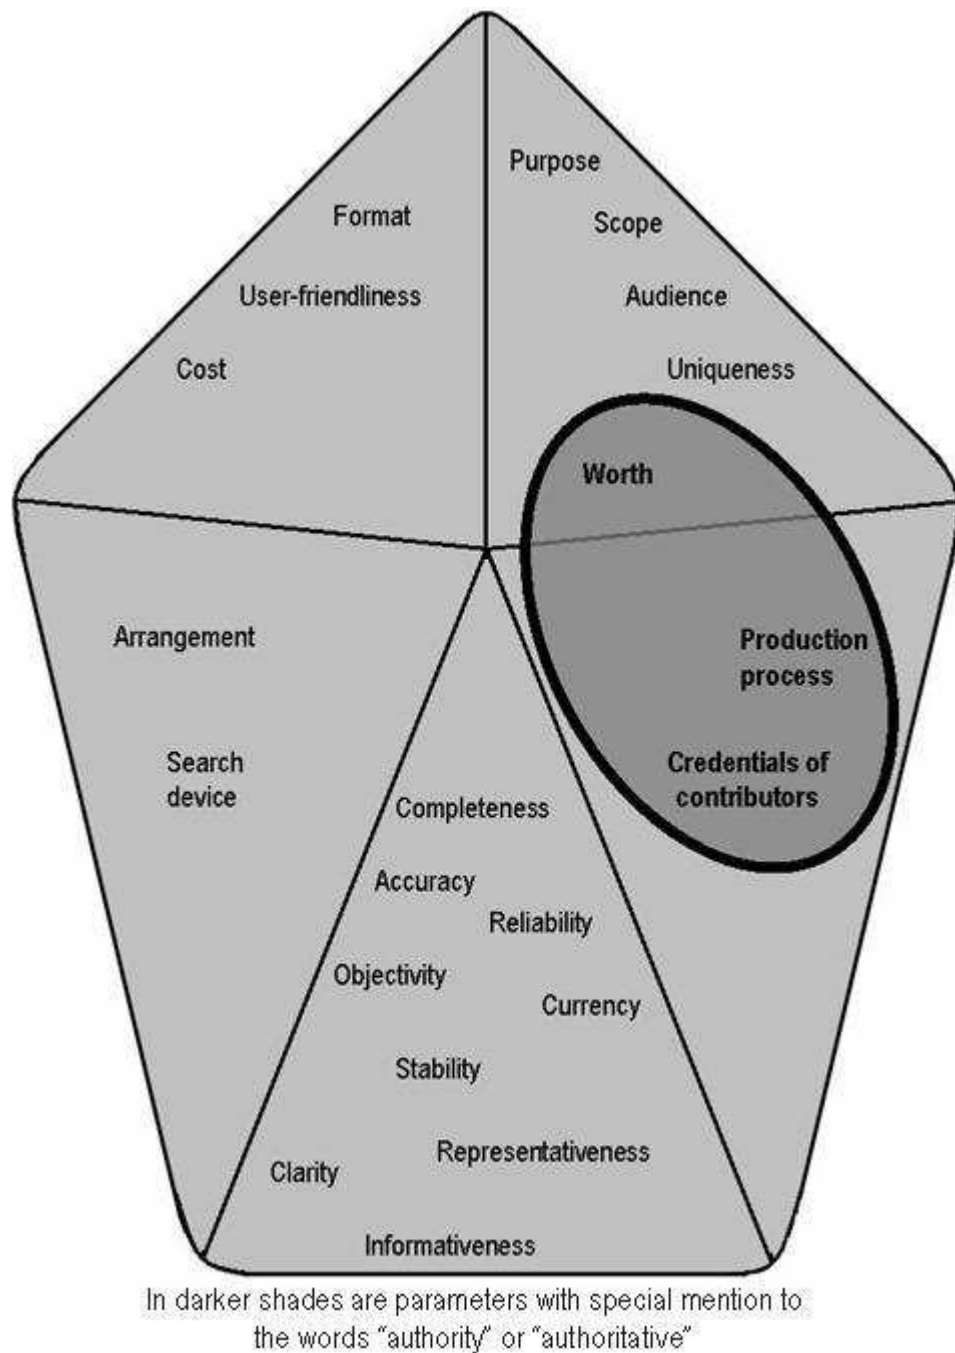 Purpose
Format
Scope
User-friendliness
Audience
Cost
Uniqueness
Worth
Arrangement
Production
process
Search
device
Credentials of
contributors
Completeness
Accuracy
Reliability
Objectivity
Currency
Stability
Representativeness
Clarity
Informativeness
In darker shades are parameters with special mention to
the words “authority” or “authoritative”